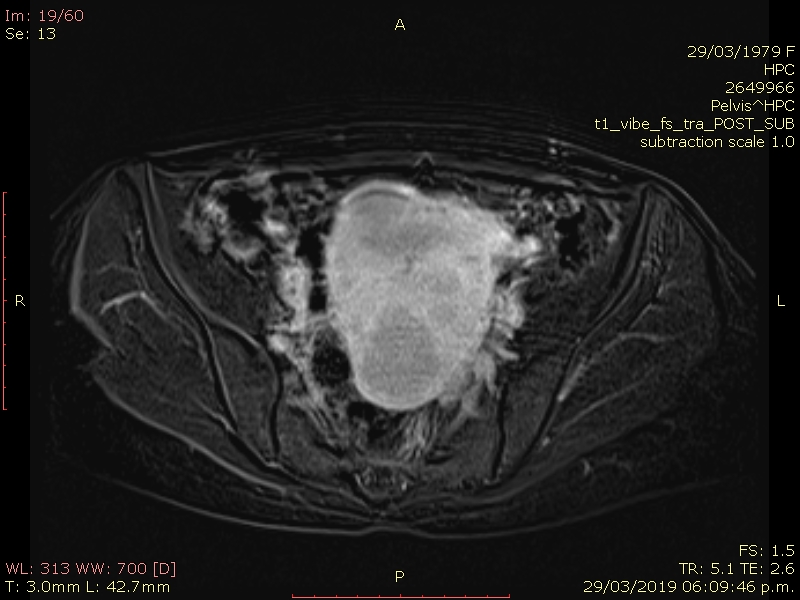 Im: 19/60
Se: 13
A
29/03/1979 F
HPC
2649966
Pelvis^HPC
t1_vibe_fs_tra_POST_SUB
subtraction scale 1.0
R
L
WL: 313 WW: 700 [D]
T: 3.0mm L: 42.7mm
P
FS: 1.5
TR: 5.1 TE: 2.6
29/03/2019 06:09:46 p.m.